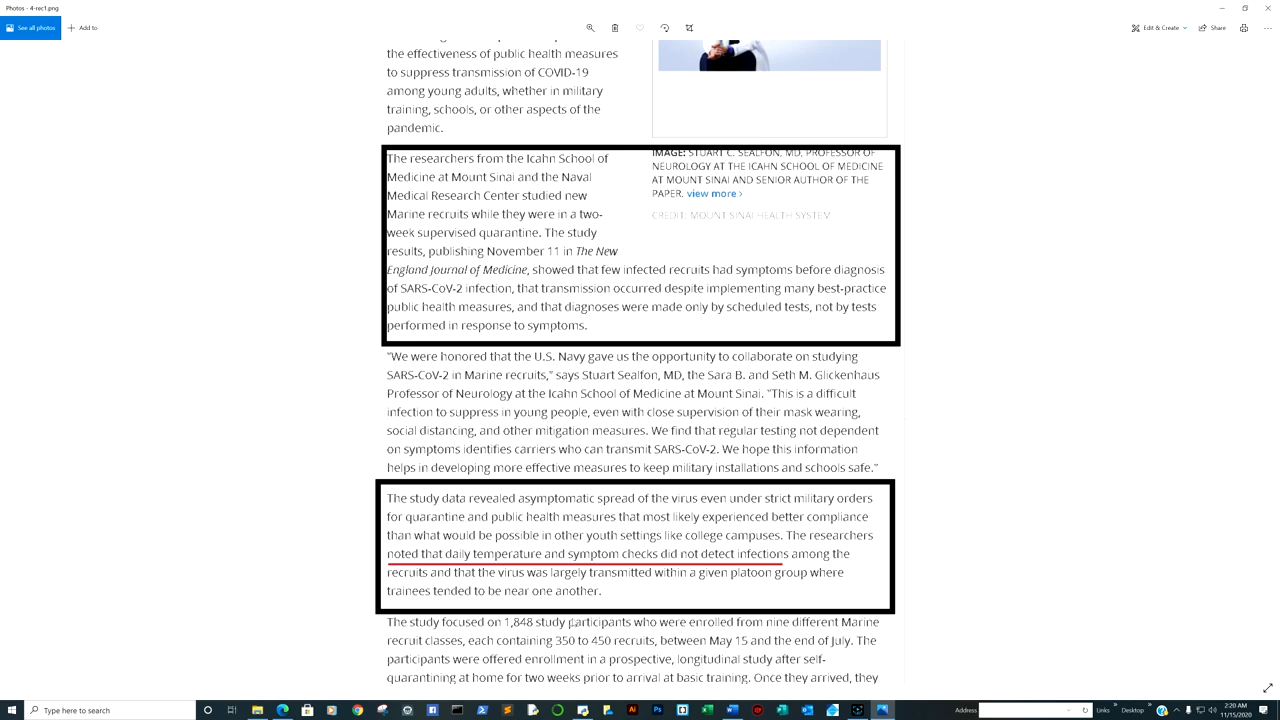 Photos - 4-rec1.png
See all photos
Add to
Edit & Create
Share
the effectiveness of public health measures
to suppress transmission of COVID-19
among young adults, whether in military
training, schools, or other aspects of the
pandemic.
The researchers from the Icahn School of
Medicine at Mount Sinai and the Naval
Medical Research Center studied new
Marine recruits while they were in a two-
week supervised quarantine. The study
results, publishing November 11 in The New
England Journal of Medicine, showed that few infected recruits had symptoms before diagnosis
of SARS-CoV-2 infection, that transmission occurred despite implementing many best-practice
public health measures, and that diagnoses were made only by scheduled tests, not by tests
performed in response to symptoms.
IMAGE: STUART C. SEALFON, MD, PROFESSOR OF
NEUROLOGY AT THE ICAHN SCHOOL OF MEDICINE
AT MOUNT SINAI AND SENIOR AUTHOR OF THE
PAPER. view more >
CREDIT: MOUNT SINAI HEALTH SYSTEM
"We were honored that the U.S. Navy gave us the opportunity to collaborate on studying
SARS-CoV-2 in Marine recruits," says Stuart Sealfon, MD, the Sara B. and Seth M. Glickenhaus
Professor of Neurology at the Icahn School of Medicine at Mount Sinai. "This is a difficult
infection to suppress in young people, even with close supervision of their mask wearing,
social distancing, and other mitigation measures. We find that regular testing not dependent
on symptoms identifies carriers who can transmit SARS-CoV-2. We hope this information
helps in developing more effective measures to keep military installations and schools safe."
The study data revealed asymptomatic spread of the virus even under strict military orders
for quarantine and public health measures that most likely experienced better compliance
than what would be possible in other youth settings like college campuses. The researchers
noted that daily temperature and symptom checks did not detect infections among the
recruits and that the virus was largely transmitted within a given platoon group where
trainees tended to be near one another.
The study focused on 1,848 study participants who were enrolled from nine different Marine
recruit classes, each containing 350 to 450 recruits, between May 15 and the end of July. The
participants were offered enrollment in a prospective, longitudinal study after self-
quarantining at home for two weeks prior to arrival at basic training. Once they arrived, they
Type here to search
Address
Links
Desktop
2:20 AM
11/15/2020